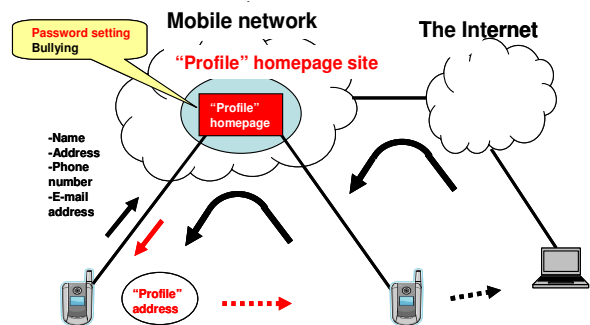 Mobile network
The Internet
Password setting
Bullying
“Profile” homepage site
“Profile”
homepage
-Name
-Address
-Phone
number
-E-mail
address
“Profile”
address